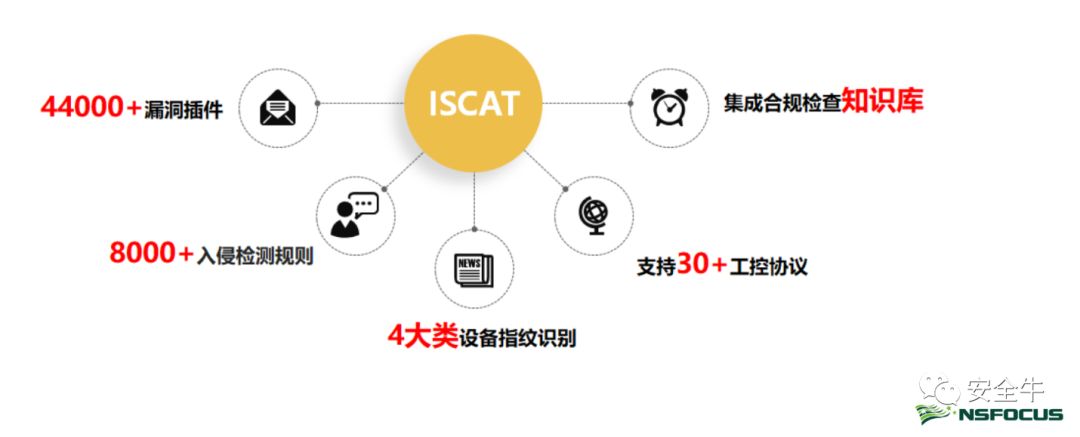 ISCAT
44000+漏洞插件
集成合规检查知识库
8000+入侵检测规则
NEWS
支持30+工控协议
4大类设备指纹识别
安全牛
NSFOCUS